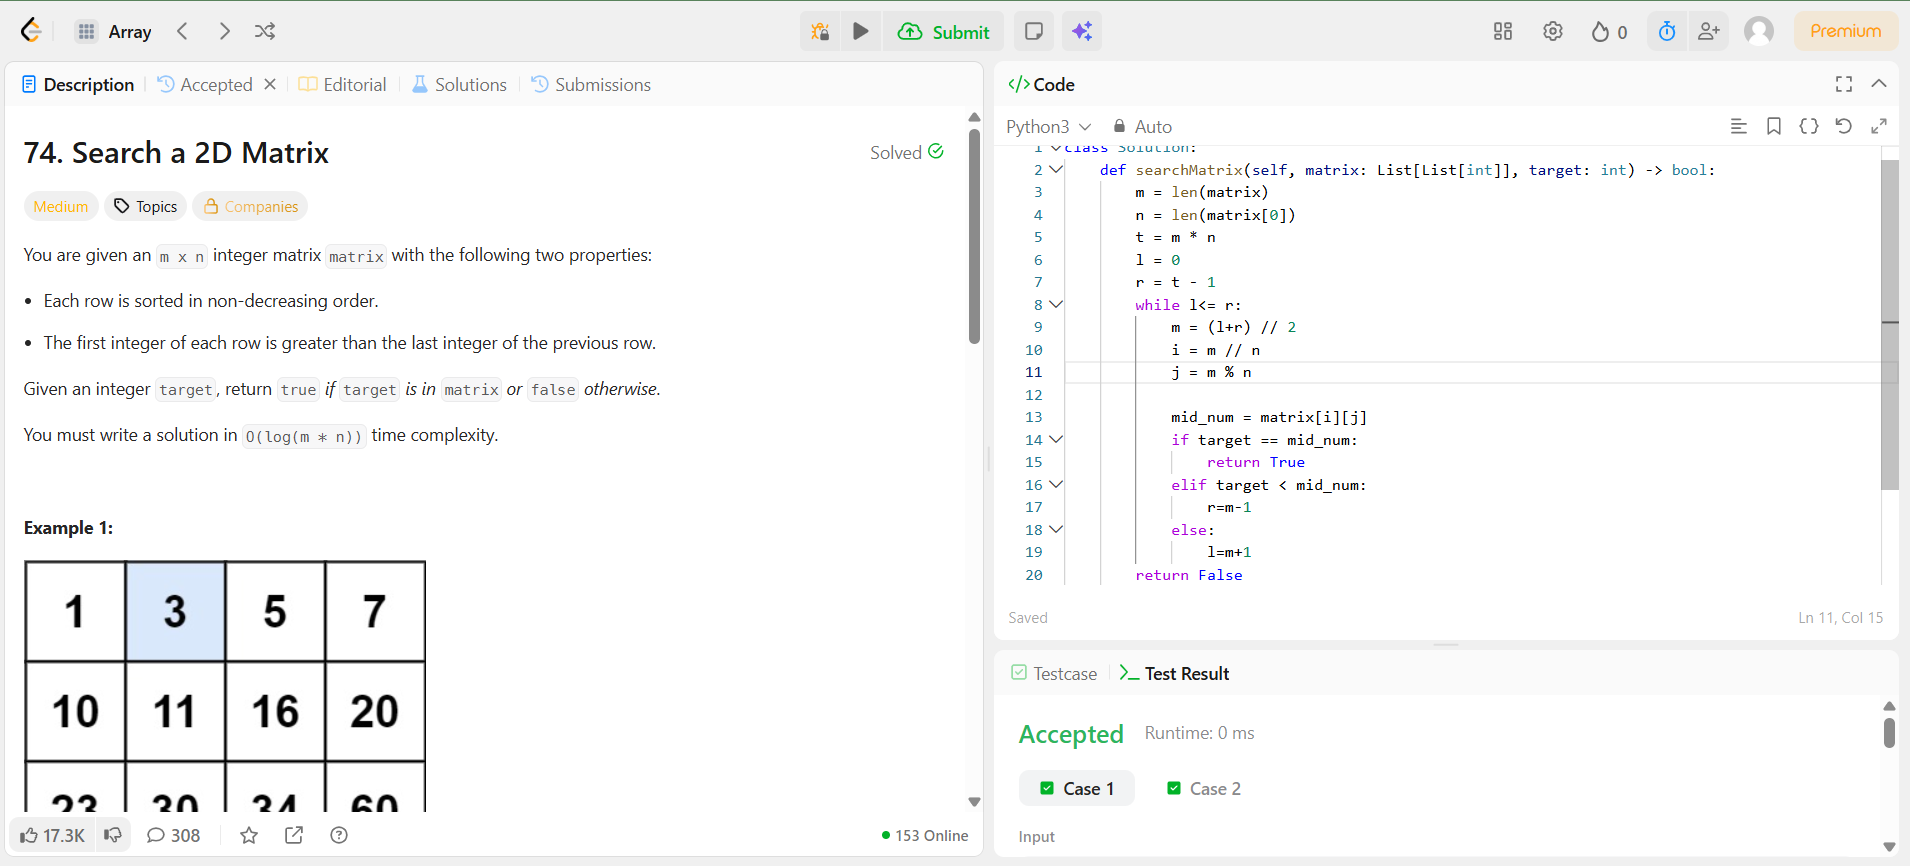 Array
Submit
0
Premium
Description
Accepted
Editorial
Solutions
Submissions
74. Search a 2D Matrix
Solved
Medium
Topics
Companies
You are given an m x n integer matrix matrix with the following two properties:
• Each row is sorted in non-decreasing order.
• The first integer of each row is greater than the last integer of the previous row.
Given an integer target, return true if target is in matrix or false otherwise.
You must write a solution in O(log(m * n)) time complexity.
Example 1:
1 3 5 7
10 11 16 20
23 30 34 60
17.3K
308
153 Online
</> Code
Python3
Auto
1 class Solution:
2 def searchMatrix(self, matrix: List[List[int]], target: int) -> bool:
3 m = len(matrix)
4 n = len(matrix[0])
5 t = m * n
6 l = 0
7 r = t - 1
8 while l<= r:
9 m = (l+r) // 2
10 i = m // n
11 j = m % n
12
13 mid_num = matrix[i][j]
14 if target == mid_num:
15 return True
16 elif target < mid_num:
17 r=m-1
18 else:
19 l=m+1
20 return False
Saved
Ln 11, Col 15
Testcase
Test Result
Accepted
Runtime: 0 ms
Case 1
Case 2
Input